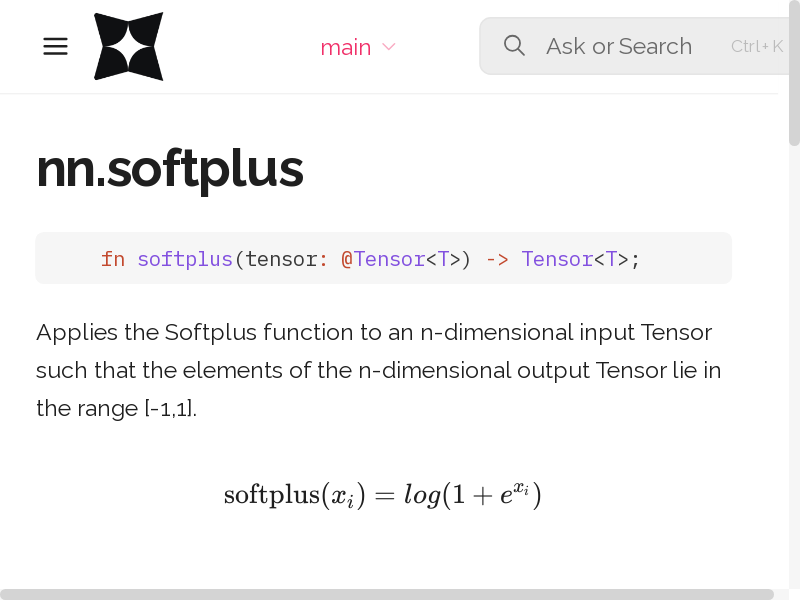 main
Ask or Search
Ctrl+K
nn.softplus
fn softplus(tensor: @Tensor<T>) -> Tensor<T>;
Applies the Softplus function to an n-dimensional input Tensor
such that the elements of the n-dimensional output Tensor lie in
the range [-1,1].
softplus(x_i) = log(1 + e^{x_i})